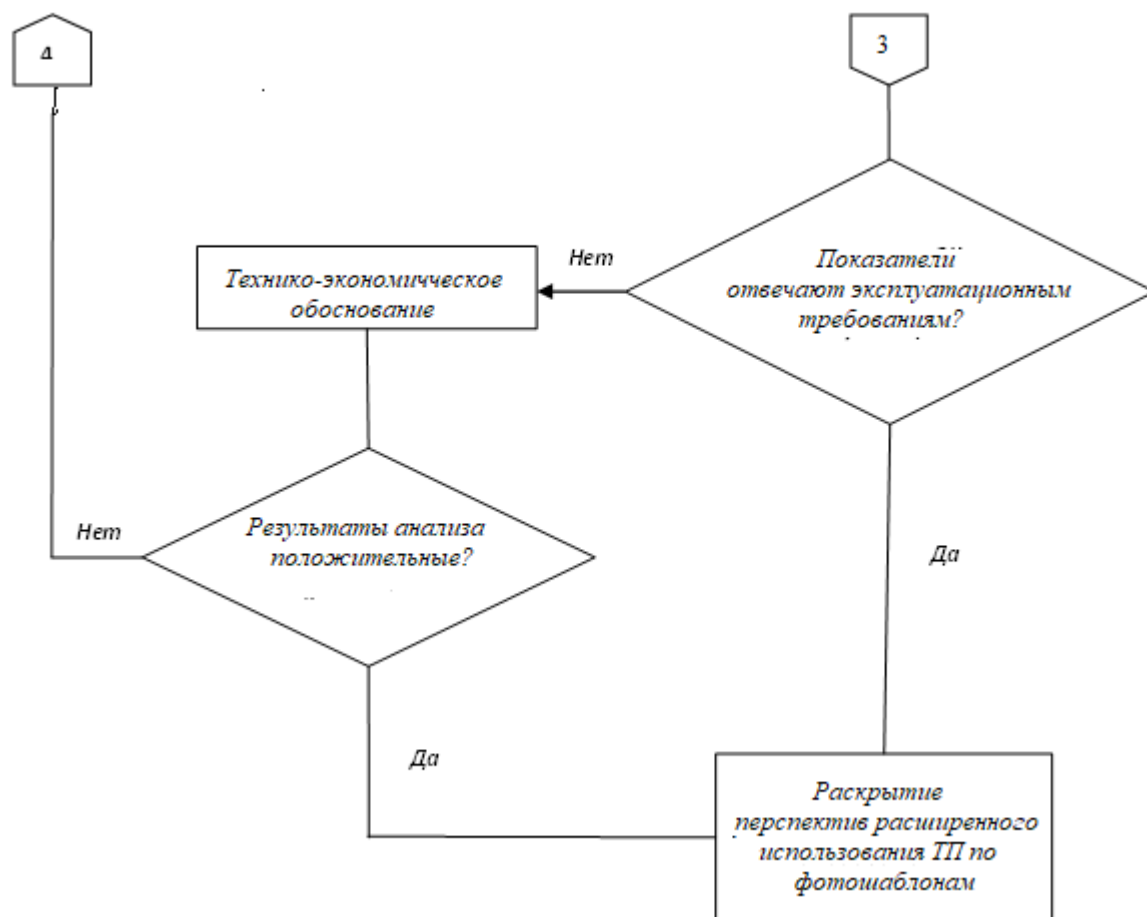 4
3
Нет
Показатели
отвечают эксплуатационным
требованиям?
Технико-экономичческое
обоснование
Нет
Результаты анализа
положительные?
Да
Да
Раскрытие
перспектив расширенного
использования ТП по
фотошаблонам